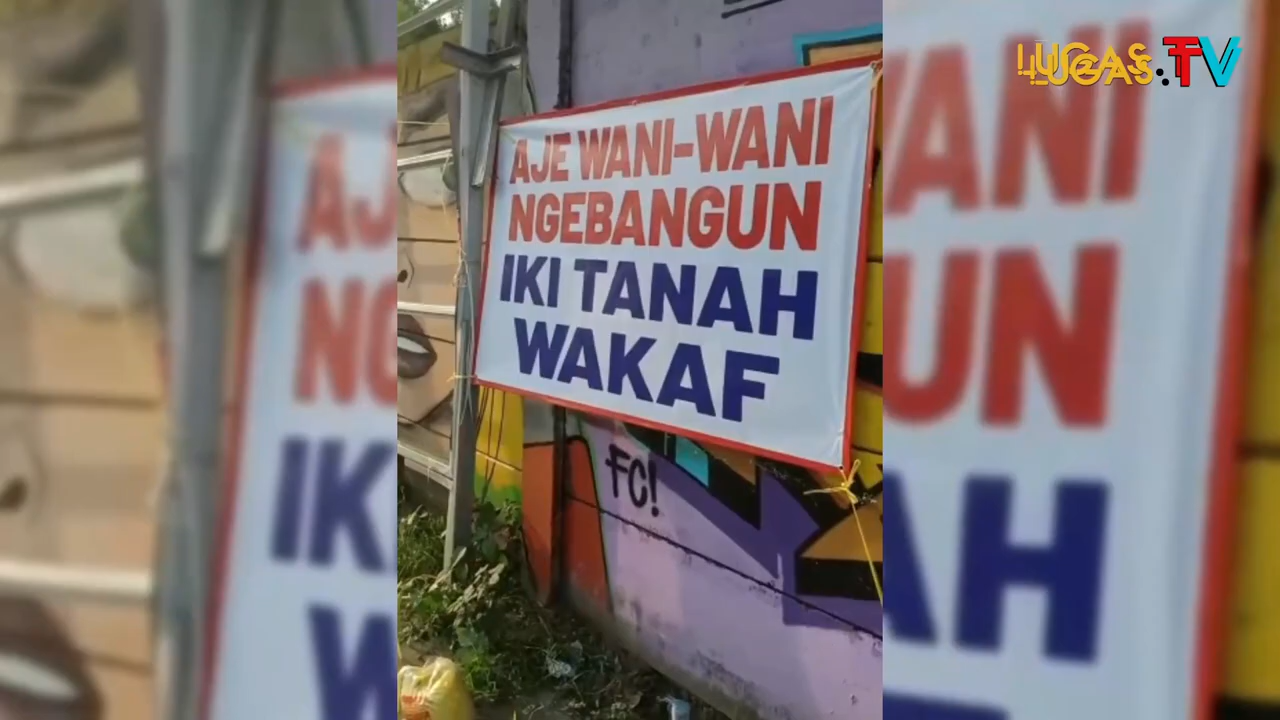 AJE WANI-WANI
NGEBANGUN
IKI TANAH
WAKAF
FC!
LUGAS.TV